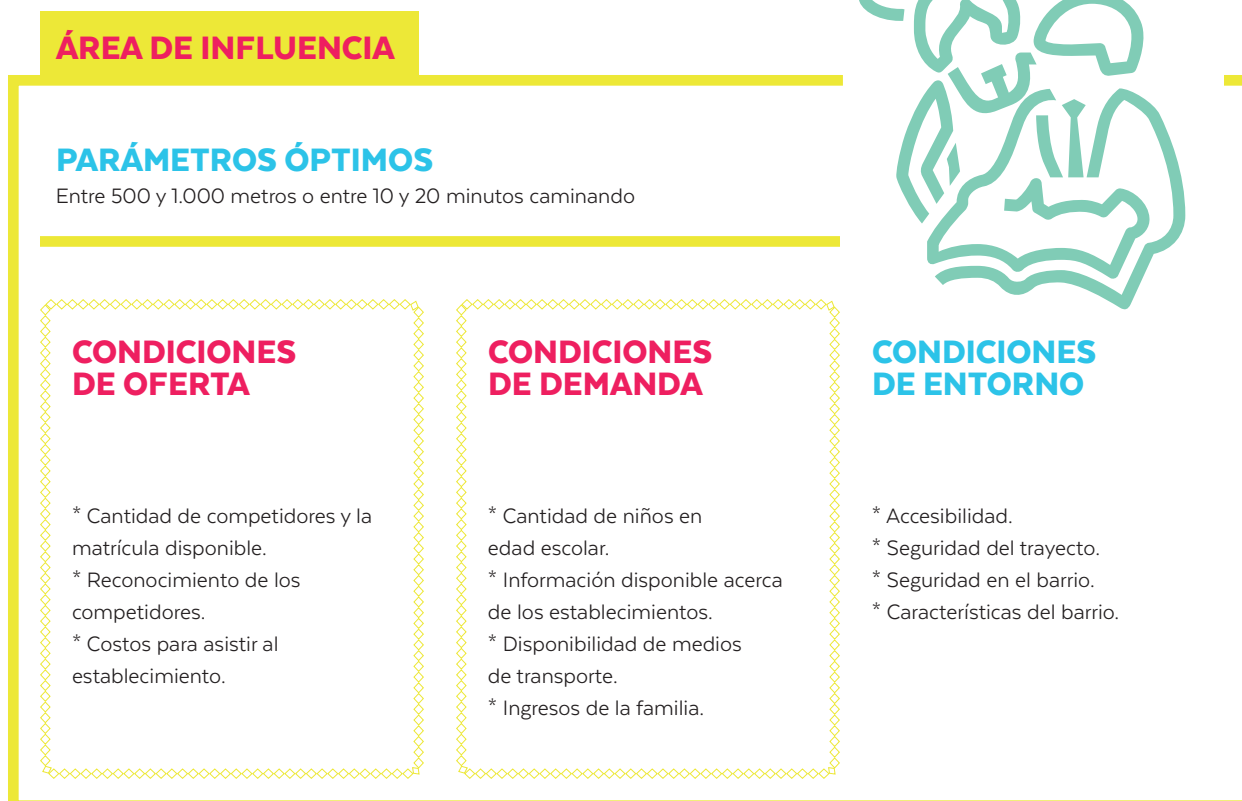 ÁREA DE INFLUENCIA
PARÁMETROS ÓPTIMOS
Entre 500 y 1.000 metros o entre 10 y 20 minutos caminando
CONDICIONES
DE OFERTA
* Cantidad de competidores y la
matrícula disponible.
* Reconocimiento de los
competidores.
* Costos para asistir al
establecimiento.
CONDICIONES
DE DEMANDA
* Cantidad de niños en
edad escolar.
* Información disponible acerca
de los establecimientos.
* Disponibilidad de medios
de transporte.
* Ingresos de la familia.
CONDICIONES
DE ENTORNO
* Accesibilidad.
* Seguridad del trayecto.
* Seguridad en el barrio.
* Características del barrio.